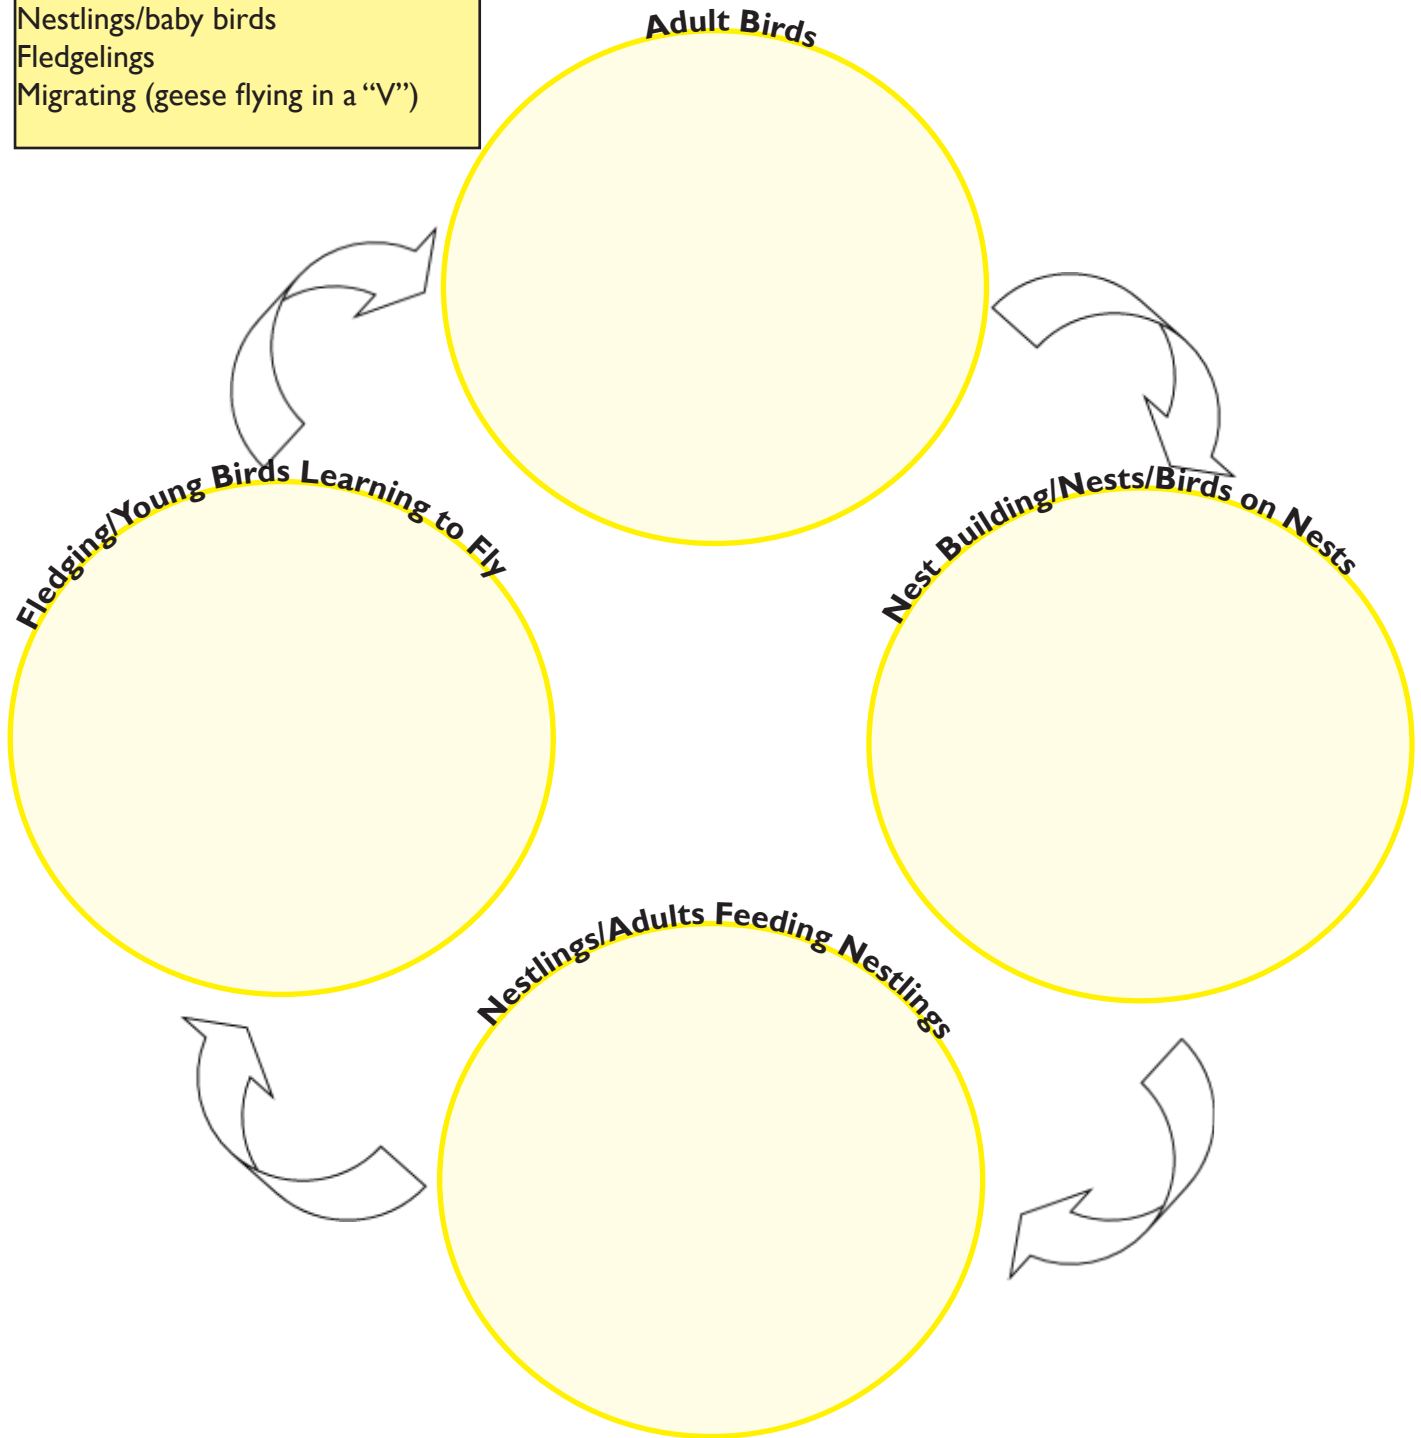 Nestlings/baby birds
Fledgelings
Migrating (geese flying in a “V”)
Adult Birds
Fledging/Young Birds Learning to Fly
Nest Building/Nests/Birds on Nests
Nestlings/Adults Feeding Nestlings